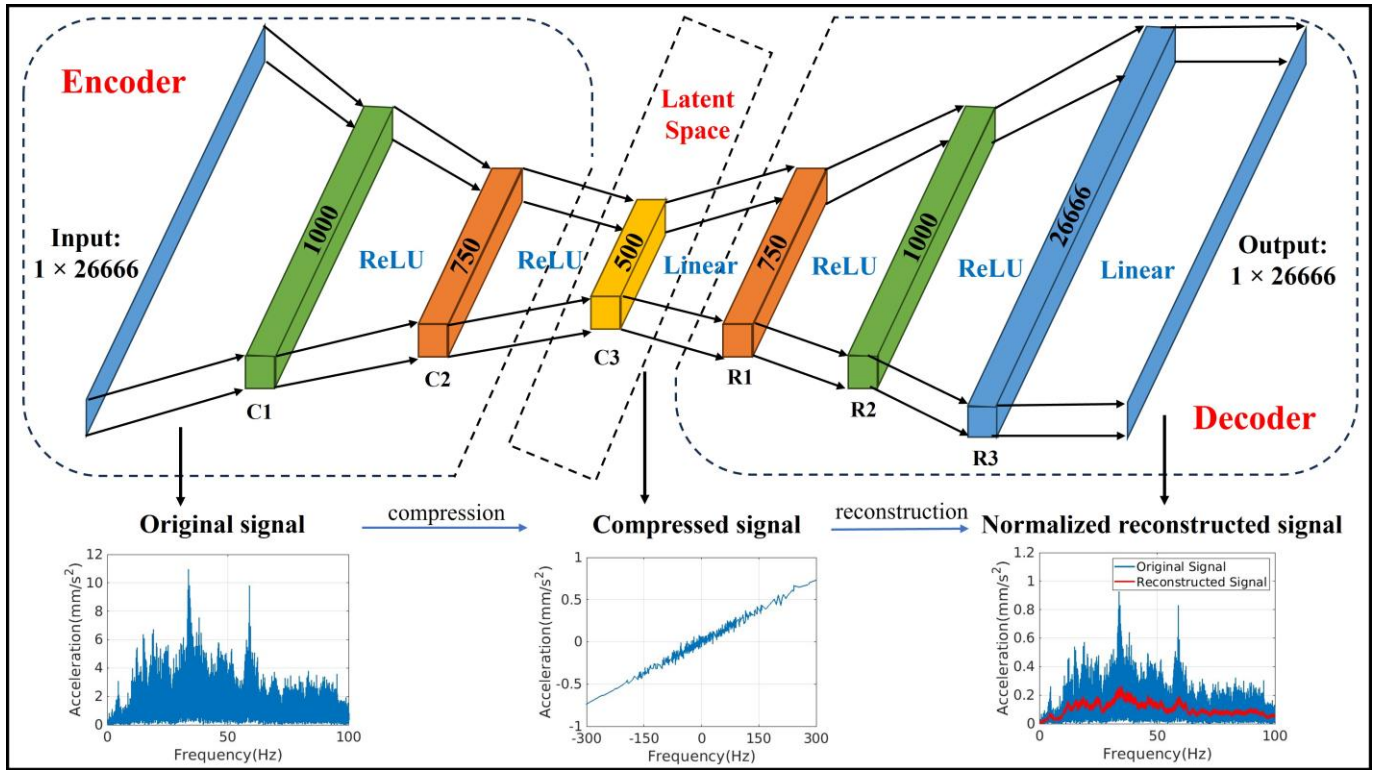 Encoder
Latent
Space
Input:
1 × 26666
1000
ReLU
750
ReLU
500
Linear
750
ReLU
1000
ReLU
26666
Linear
Output:
1 × 26666
C1
C2
C3
R1
R2
R3
Decoder
Original signal
compression
Compressed signal
reconstruction
Normalized reconstructed signal
Acceleration(mm/s²)
12
10
8
6
4
2
0
0
50
100
Frequency(Hz)
Acceleration(mm/s²)
1
0.5
0
-0.5
-1
-300
-150
0
150
300
Frequency(Hz)
Acceleration(mm/s²)
1.2
1
0.8
0.6
0.4
0.2
0
0
50
100
Frequency(Hz)
Original Signal
Reconstructed Signal